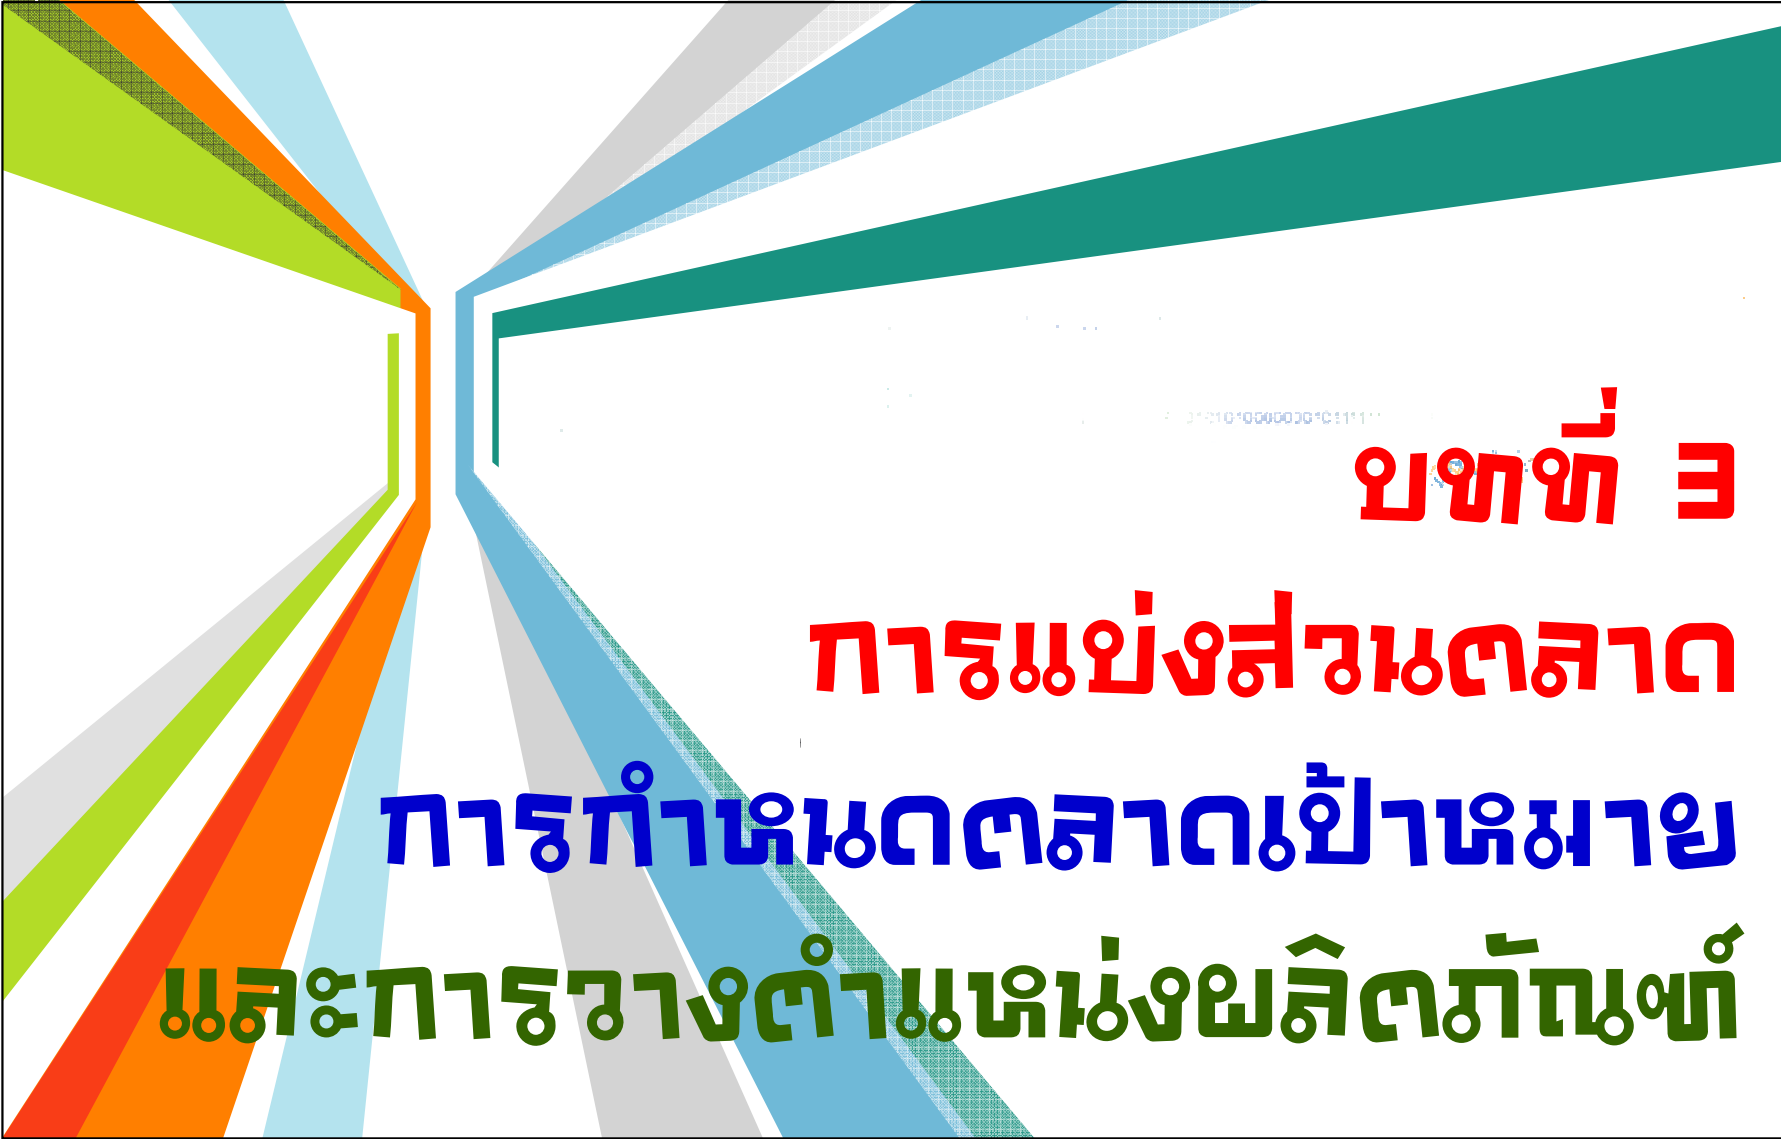 บทที่ 3
การแบ่งส่วนตลาด
การกำหนดตลาดเป้าหมาย
และการวางตำแหน่งผลิตภัณฑ์